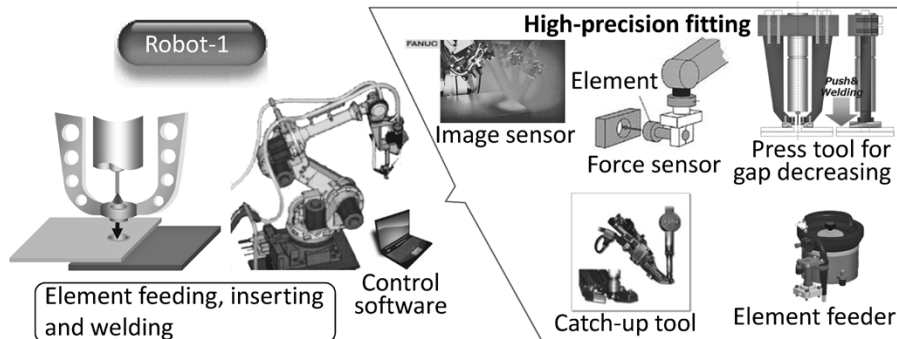 Robot-1
Element feeding, inserting
and welding
Control
software
High-precision fitting
FANUC
Image sensor
Element
Force sensor
Push&
Welding
Press tool for
gap decreasing
Catch-up tool
Element feeder